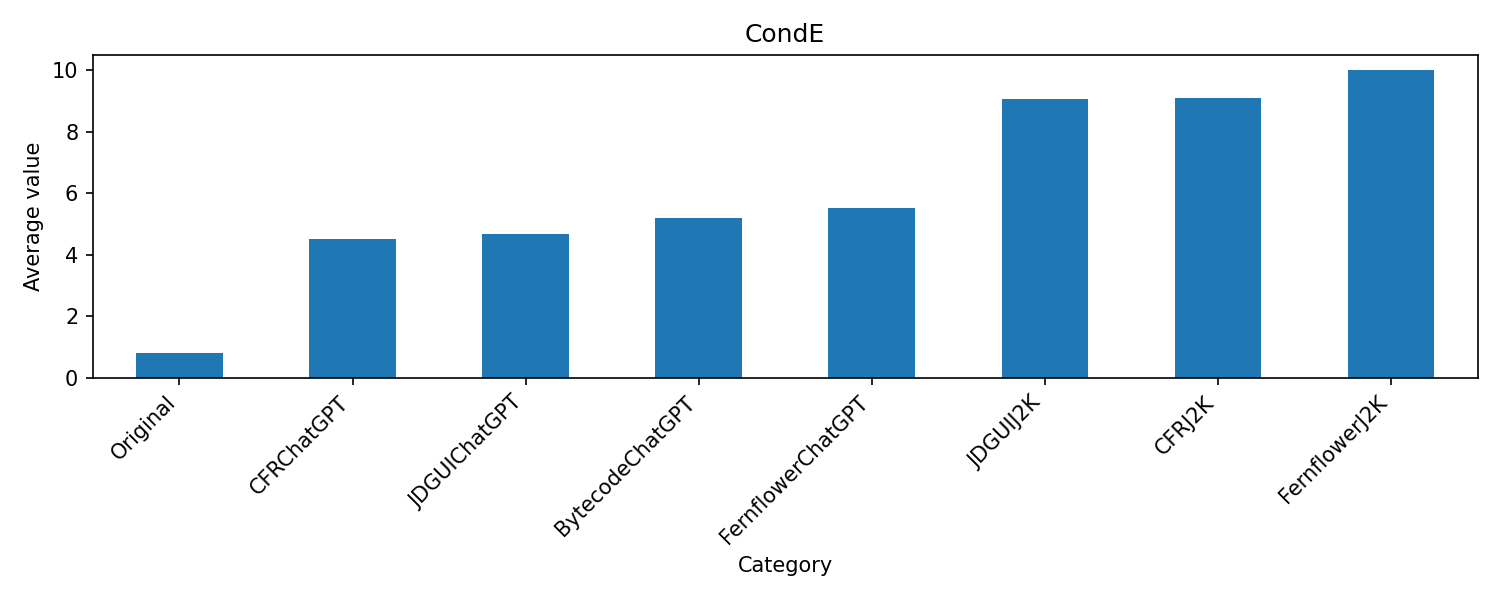 CondE
Average value
10
8
6
4
2
0
Original
CFRChatGPT
JDGUIChatGPT
BytecodeChatGPT
FernflowerChatGPT
JDGUIJ2K
CFRJ2K
FernflowerJ2K
Category